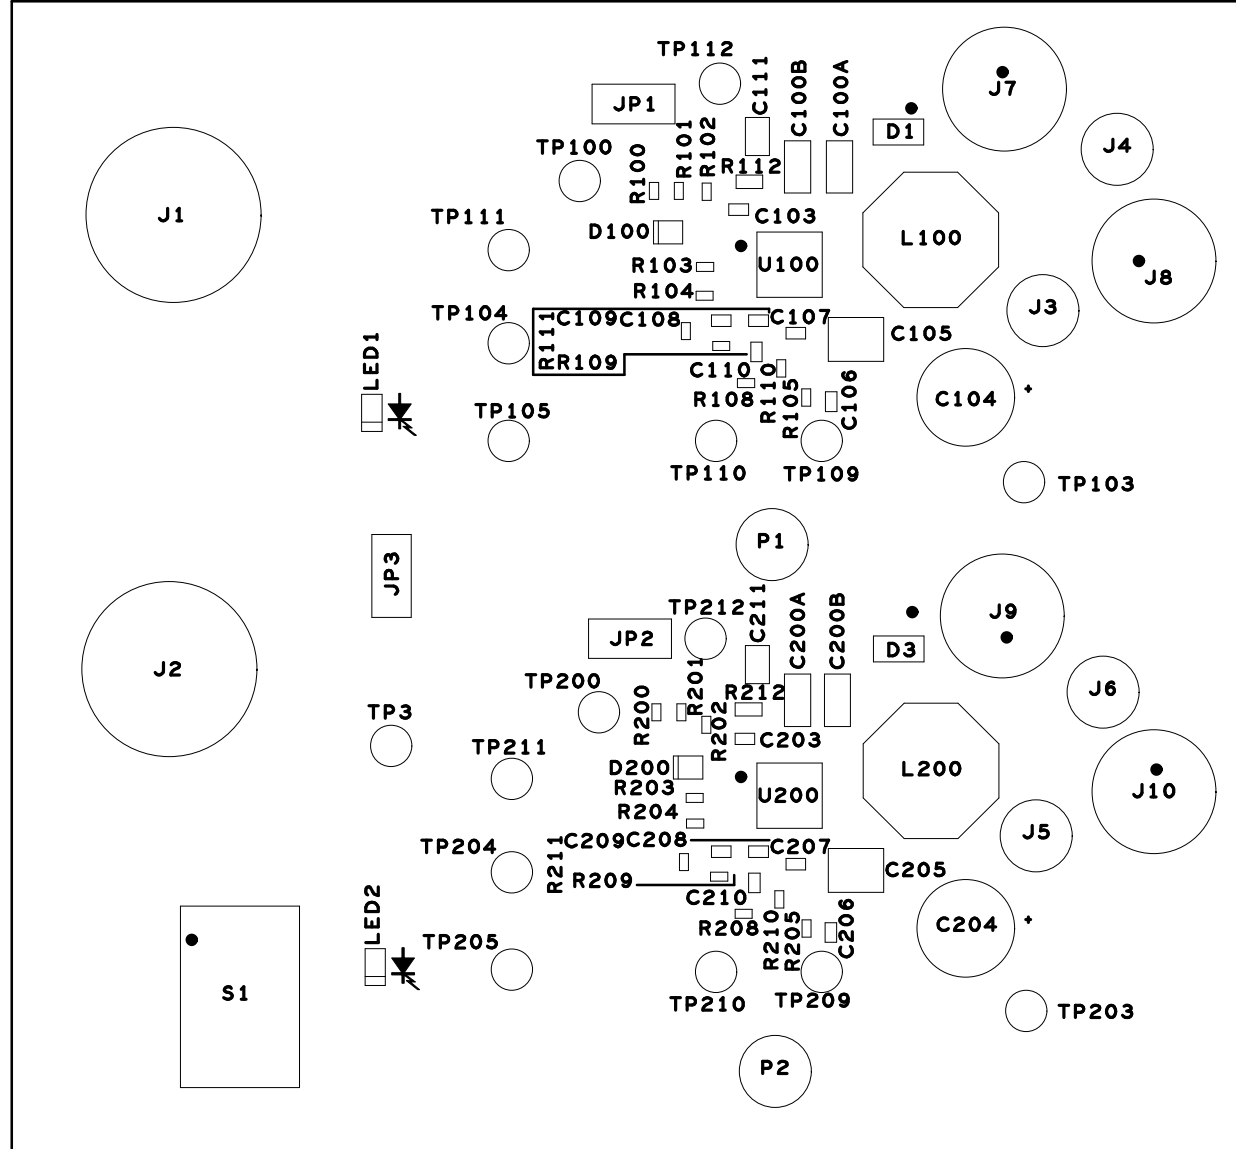 TP112
JP1
C111
C100B
C100A
J7
D1
J4
TP100
R100
R101
R102
R112
J1
TP111
D100
C103
L100
U100
R103
R104
J8
J3
TP104
R111
C109
C108
C107
C105
R109
C110
R110
LED1
R108
R105
C106
C104
+
TP105
TP110
TP109
TP103
P1
JP3
J2
JP2
TP212
C211
C200A
C200B
J9
D3
J6
TP200
R200
R201
R202
R212
TP3
TP211
C203
D200
R203
R204
U200
L200
J10
J5
TP204
R211
C209
C208
C207
C205
R209
C210
R210
LED2
R208
R205
C206
C204
+
TP205
S1
TP210
TP209
TP203
P2